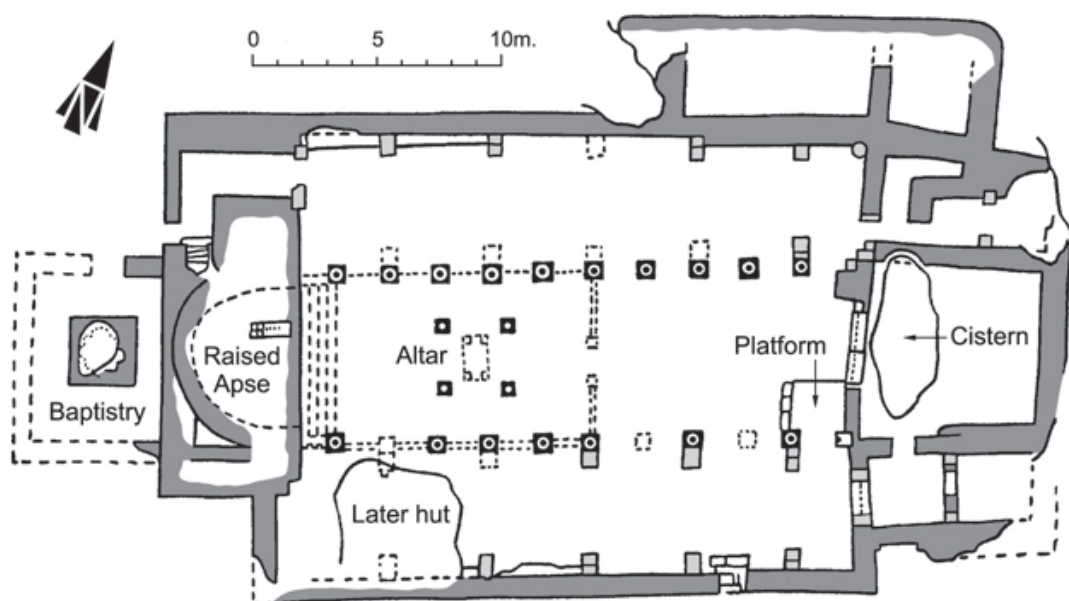 0 5 10m.
Altar
Platform
Cistern
Raised
Apse
Baptistry
Later hut